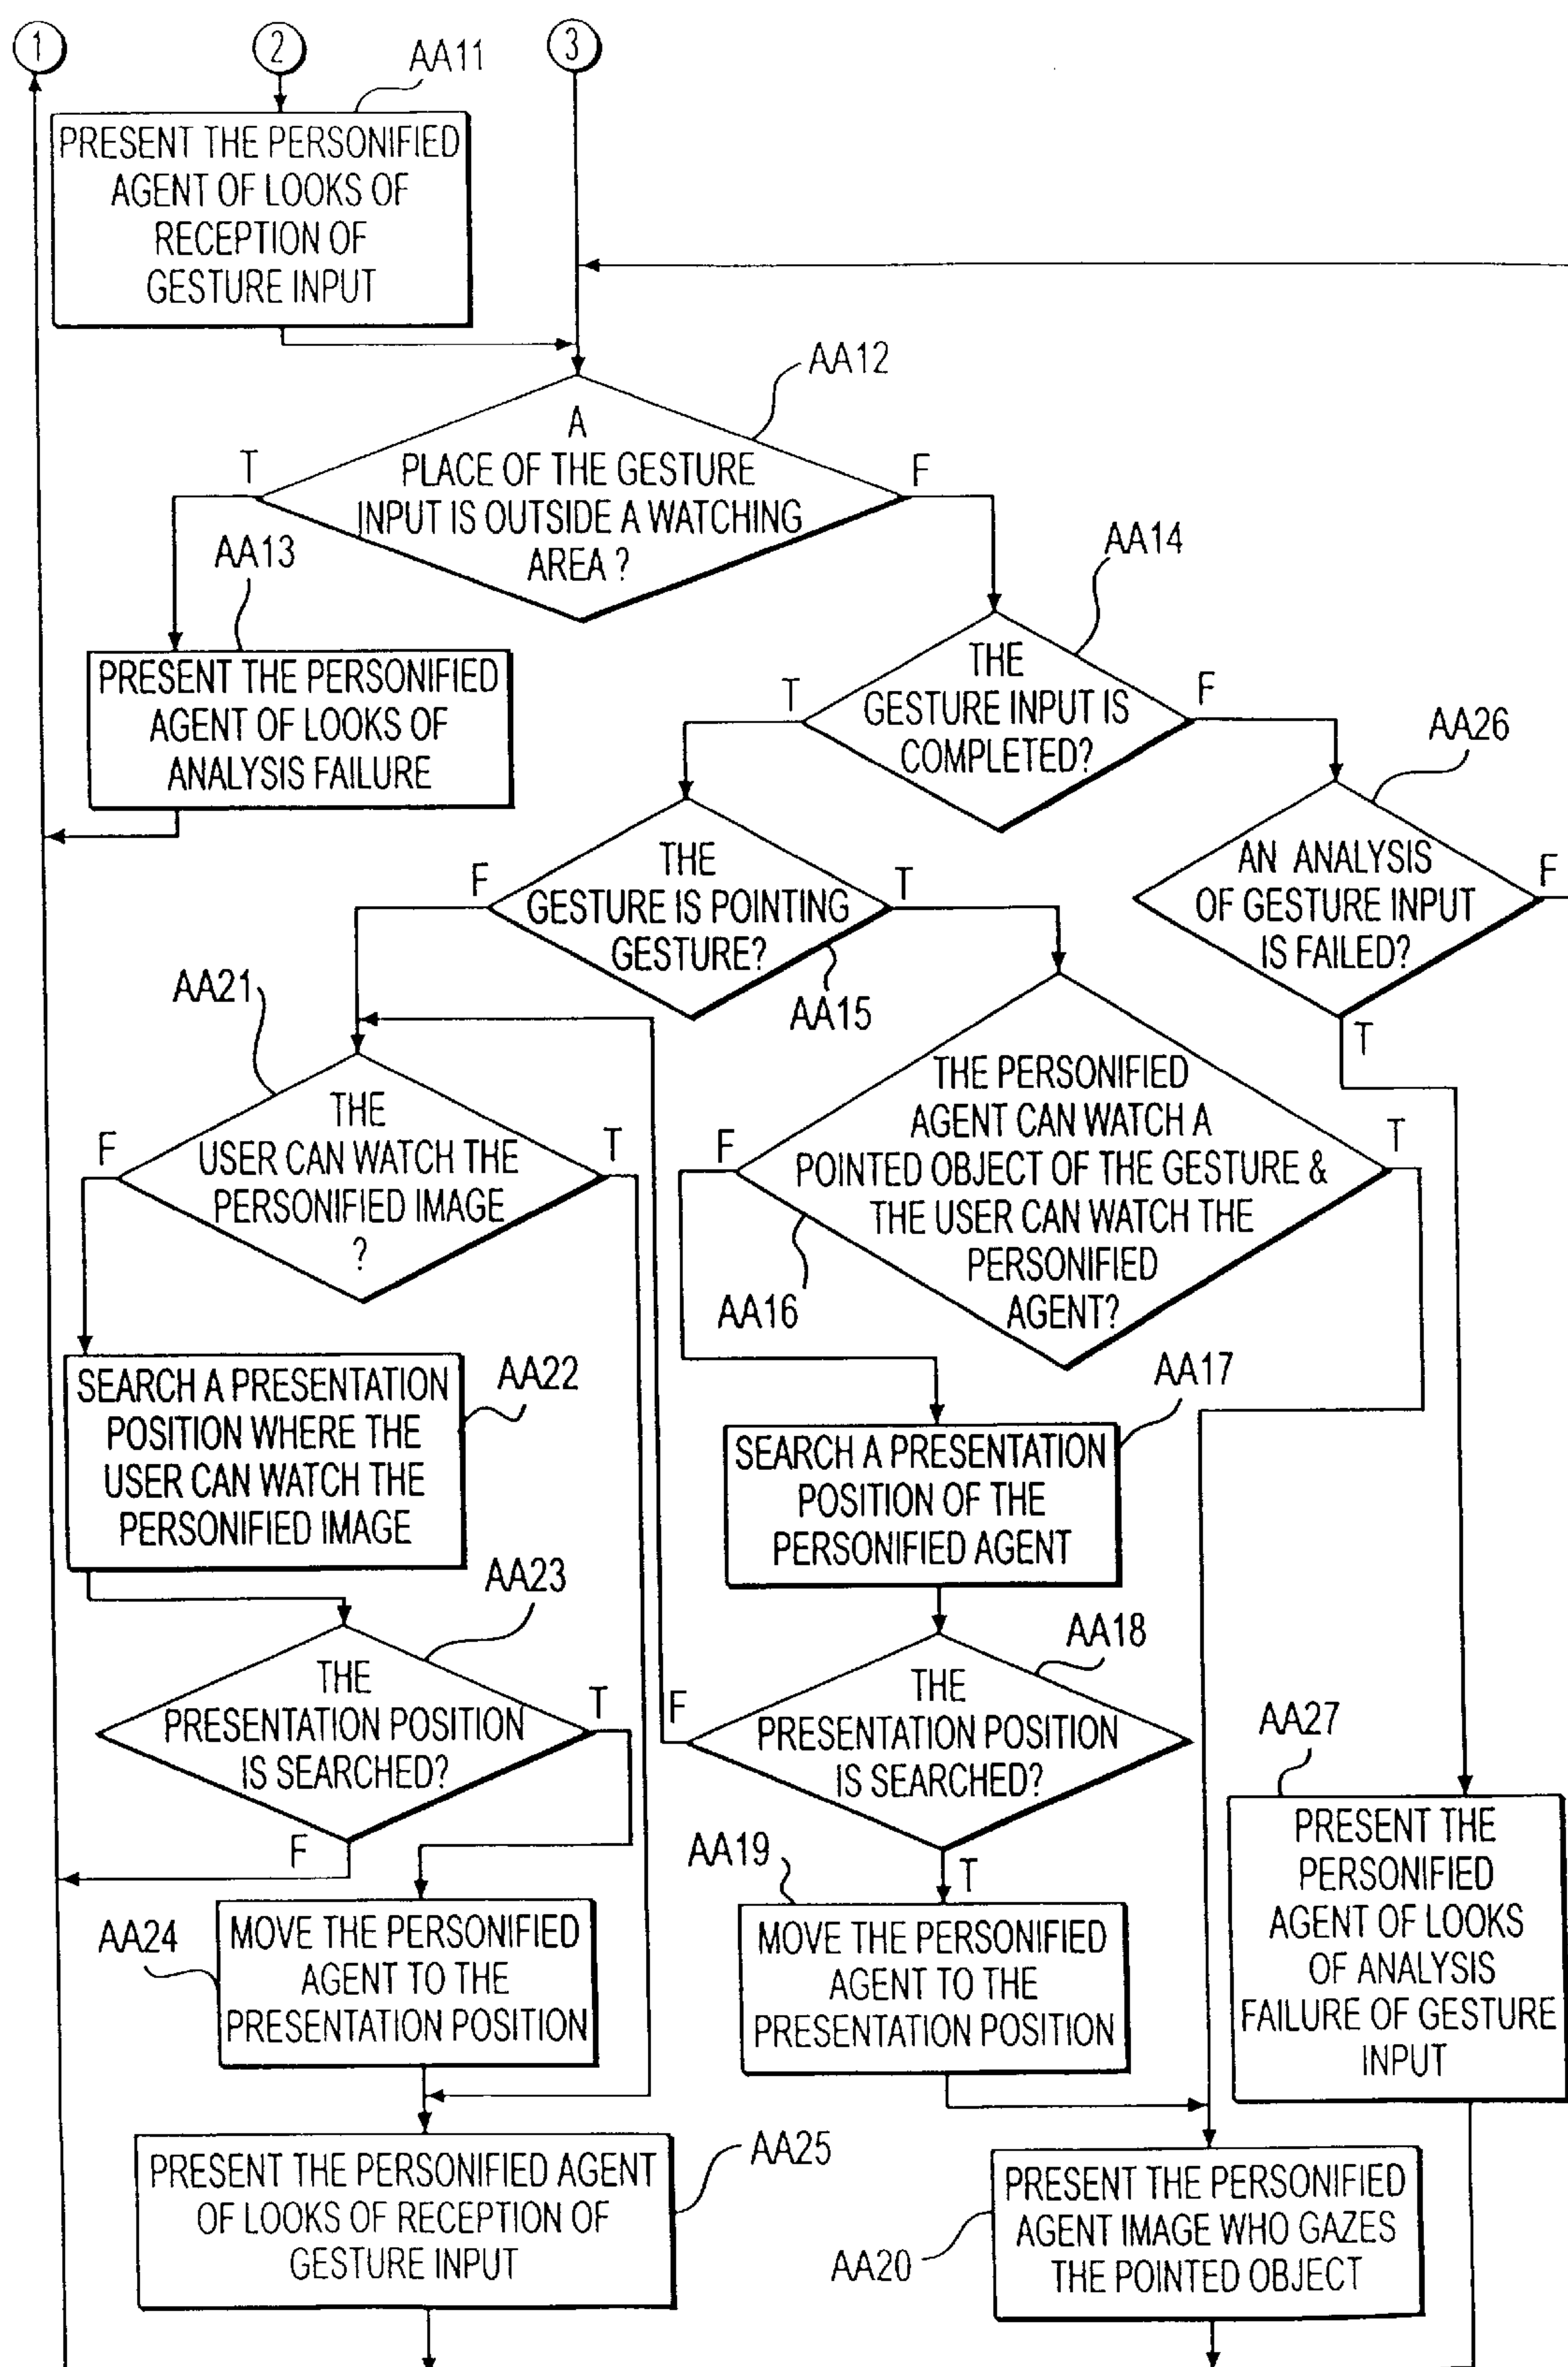 1
2
3
AA11
PRESENT THE PERSONIFIED
AGENT OF LOOKS OF
RECEPTION OF
GESTURE INPUT
AA12
A
PLACE OF THE GESTURE
INPUT IS OUTSIDE A WATCHING
AREA ?
T
F
AA13
PRESENT THE PERSONIFIED
AGENT OF LOOKS OF
ANALYSIS FAILURE
AA14
THE
GESTURE INPUT IS
COMPLETED?
T
F
AA26
AN ANALYSIS
OF GESTURE INPUT
IS FAILED?
F
T
THE
GESTURE IS POINTING
GESTURE?
F
T
AA15
AA21
THE
USER CAN WATCH THE
PERSONIFIED IMAGE
?
F
T
THE PERSONIFIED
AGENT CAN WATCH A
POINTED OBJECT OF THE GESTURE &
THE USER CAN WATCH THE
PERSONIFIED
AGENT?
F
T
AA16
SEARCH A PRESENTATION
POSITION WHERE THE
USER CAN WATCH THE
PERSONIFIED IMAGE
AA22
AA17
SEARCH A PRESENTATION
POSITION OF THE
PERSONIFIED AGENT
AA23
THE
PRESENTATION POSITION
IS SEARCHED?
T
F
AA18
THE
PRESENTATION POSITION
IS SEARCHED?
F
T
AA27
PRESENT THE
PERSONIFIED
AGENT OF LOOKS
OF ANALYSIS
FAILURE OF GESTURE
INPUT
AA24
MOVE THE PERSONIFIED
AGENT TO THE
PRESENTATION POSITION
AA19
MOVE THE PERSONIFIED
AGENT TO THE
PRESENTATION POSITION
AA25
PRESENT THE PERSONIFIED AGENT
OF LOOKS OF RECEPTION OF
GESTURE INPUT
AA20
PRESENT THE PERSONIFIED
AGENT IMAGE WHO GAZES
THE POINTED OBJECT